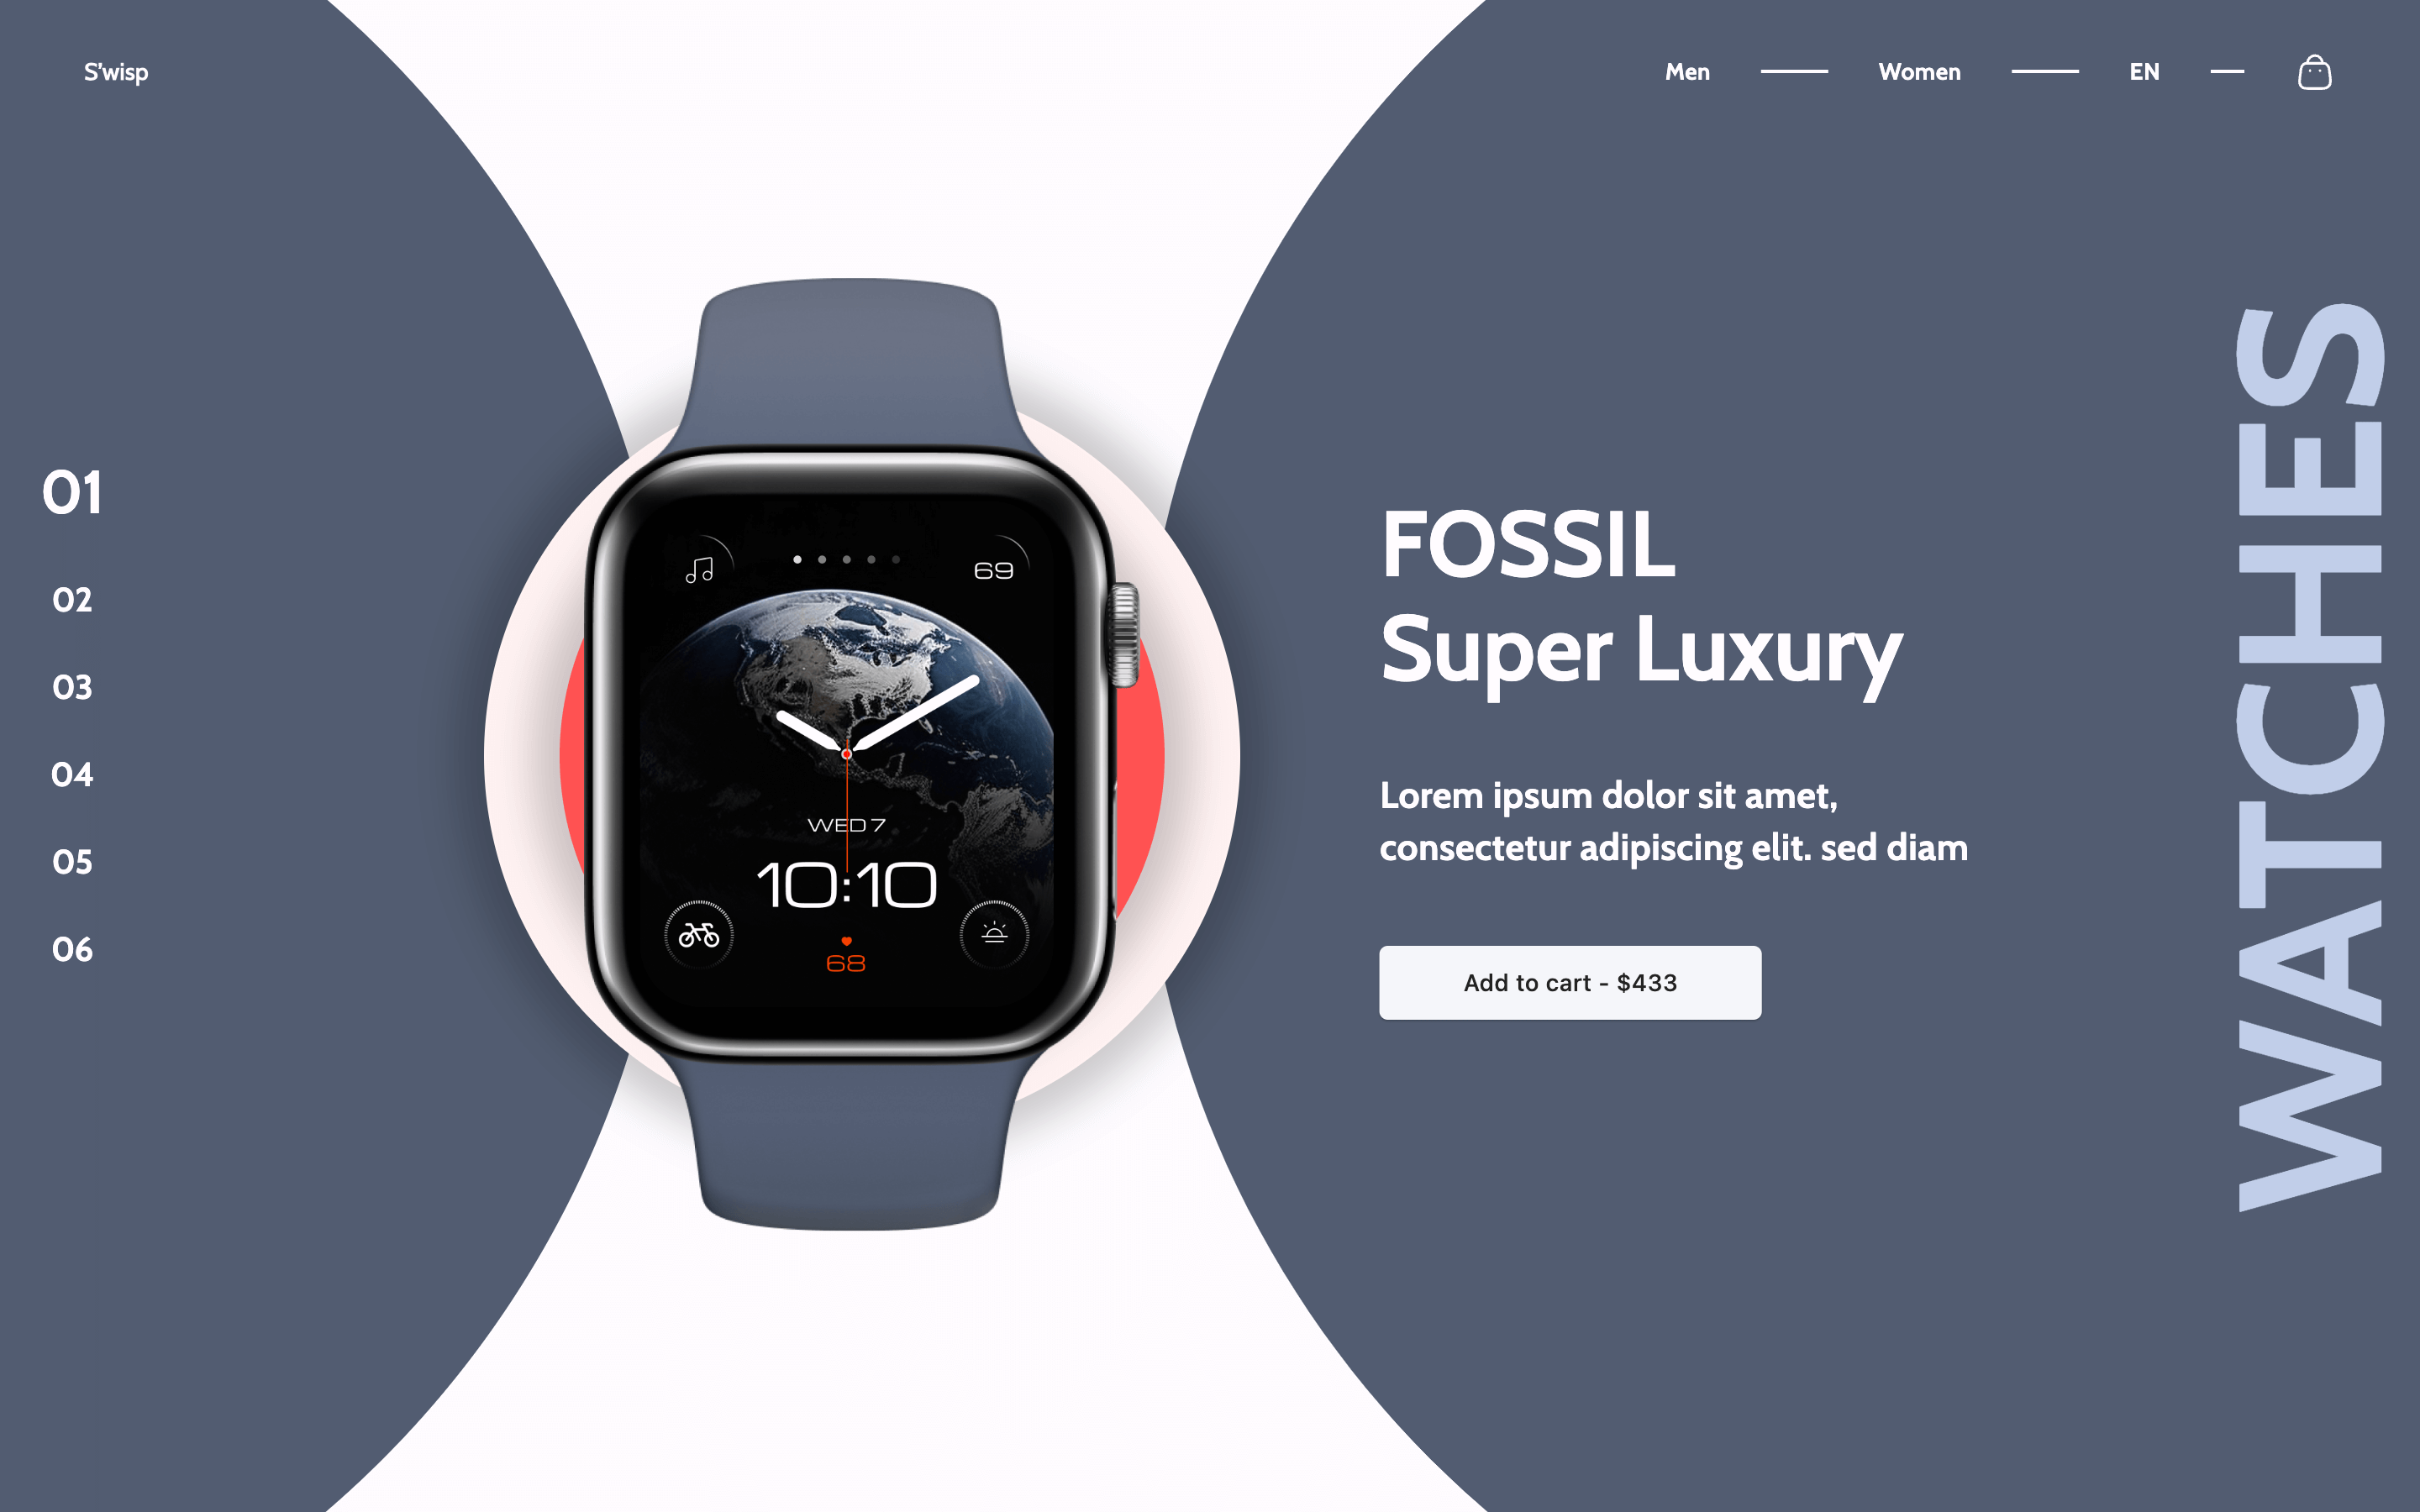 S'wisp
Men
Women
EN
01
02
03
04
05
06
69
WED 7
10:10
68
FOSSIL
Super Luxury
Lorem ipsum dolor sit amet,
consectetur adipiscing elit. sed diam
Add to cart - $433
WATCHES